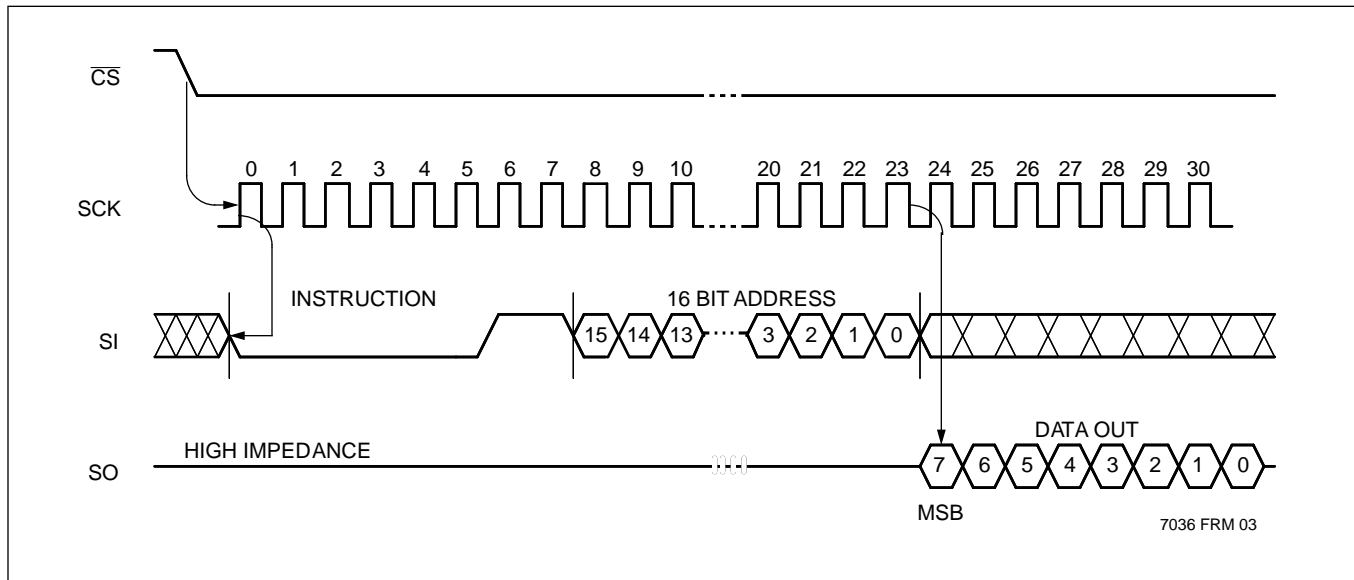 CS
0 1 2 3 4 5 6 7 8 9 10 20 21 22 23 24 25 26 27 28 29 30
SCK
INSTRUCTION 16 BIT ADDRESS
SI 15 14 13 3 2 1 0
HIGH IMPEDANCE DATA OUT
SO 7 6 5 4 3 2 1 0
MSB
7036 FRM 03